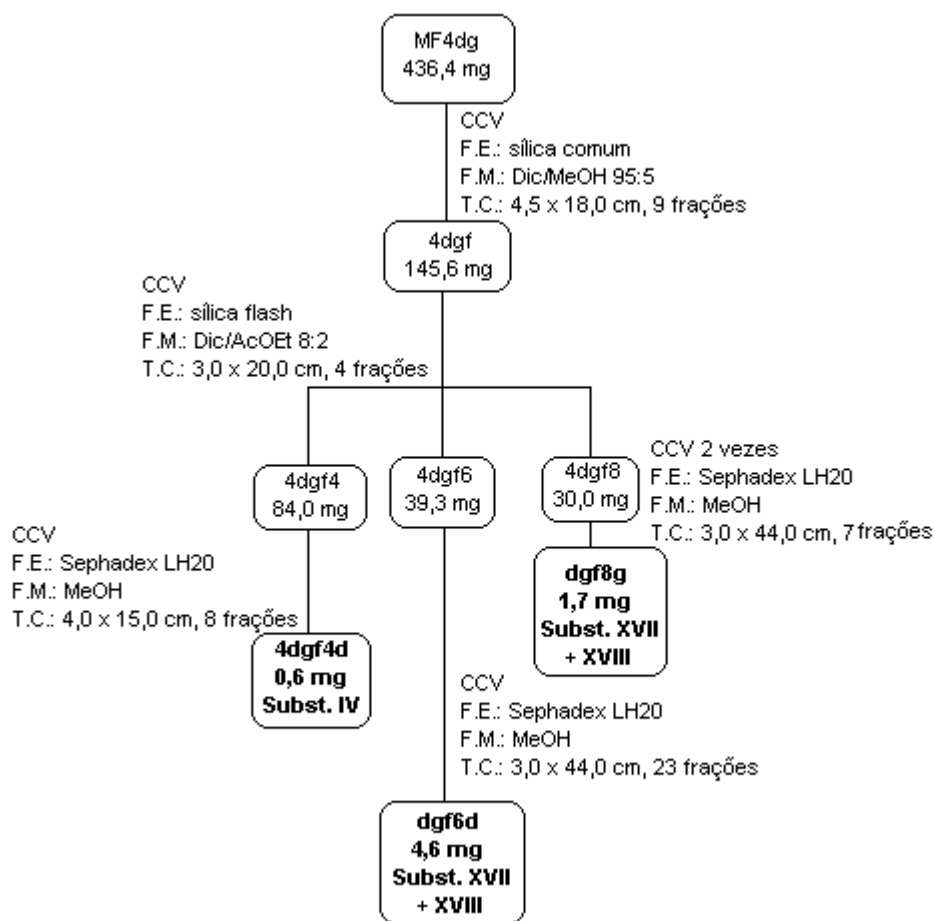 MF4dg
436,4 mg
CCV
F.E.: sílica comum
F.M.: Dic/MeOH 95:5
T.C.: 4,5 x 18,0 cm, 9 frações
4dgf
145,6 mg
CCV
F.E.: sílica flash
F.M.: Dic/AcOEt 8:2
T.C.: 3,0 x 20,0 cm, 4 frações
4dgf4
84,0 mg
4dgf6
39,3 mg
4dgf8
30,0 mg
CCV 2 vezes
F.E.: Sephadex LH20
F.M.: MeOH
T.C.: 3,0 x 44,0 cm, 7 frações
CCV
F.E.: Sephadex LH20
F.M.: MeOH
T.C.: 4,0 x 15,0 cm, 8 frações
dgf8g
1,7 mg
Subst. XVII
+ XVIII
4dgf4d
0,6 mg
Subst. IV
CCV
F.E.: Sephadex LH20
F.M.: MeOH
T.C.: 3,0 x 44,0 cm, 23 frações
dgf6d
4,6 mg
Subst. XVII
+ XVIII